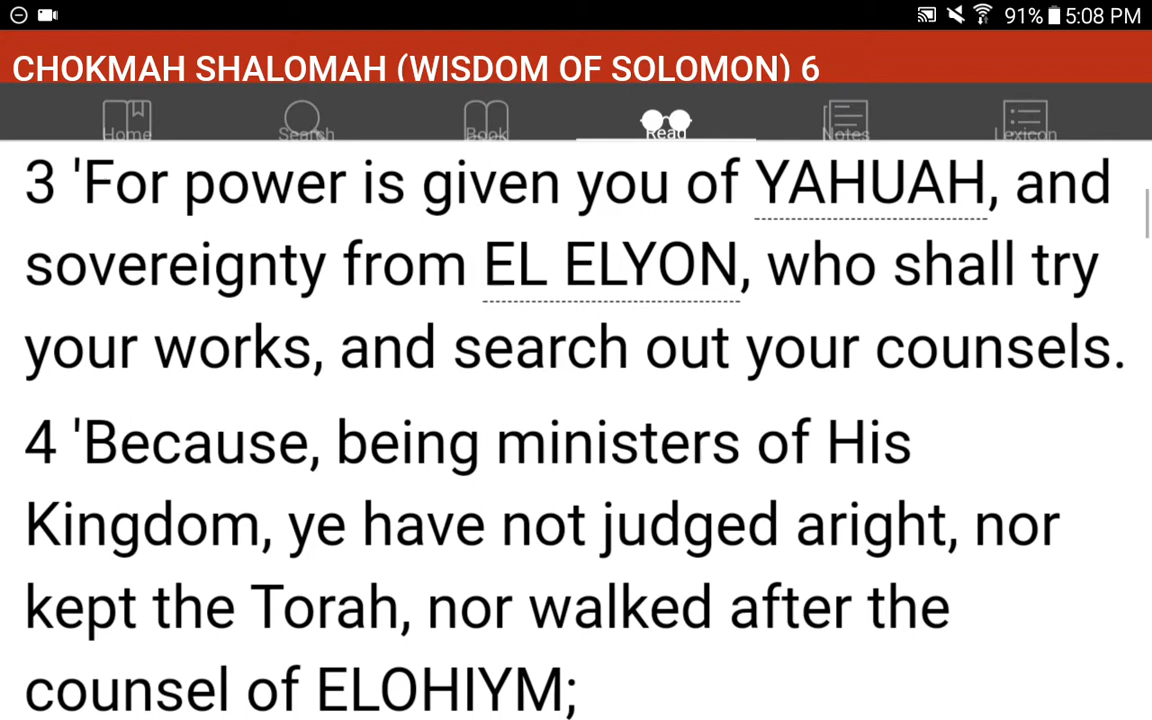 91% 5:08 PM
CHOKMAH SHALOMAH (WISDOM OF SOLOMON) 6
Home Search Book Read Notes Lexicon
3 'For power is given you of YAHUAH, and
sovereignty from EL ELYON, who shall try
your works, and search out your counsels.
4 'Because, being ministers of His
Kingdom, ye have not judged aright, nor
kept the Torah, nor walked after the
counsel of ELOHIYM;